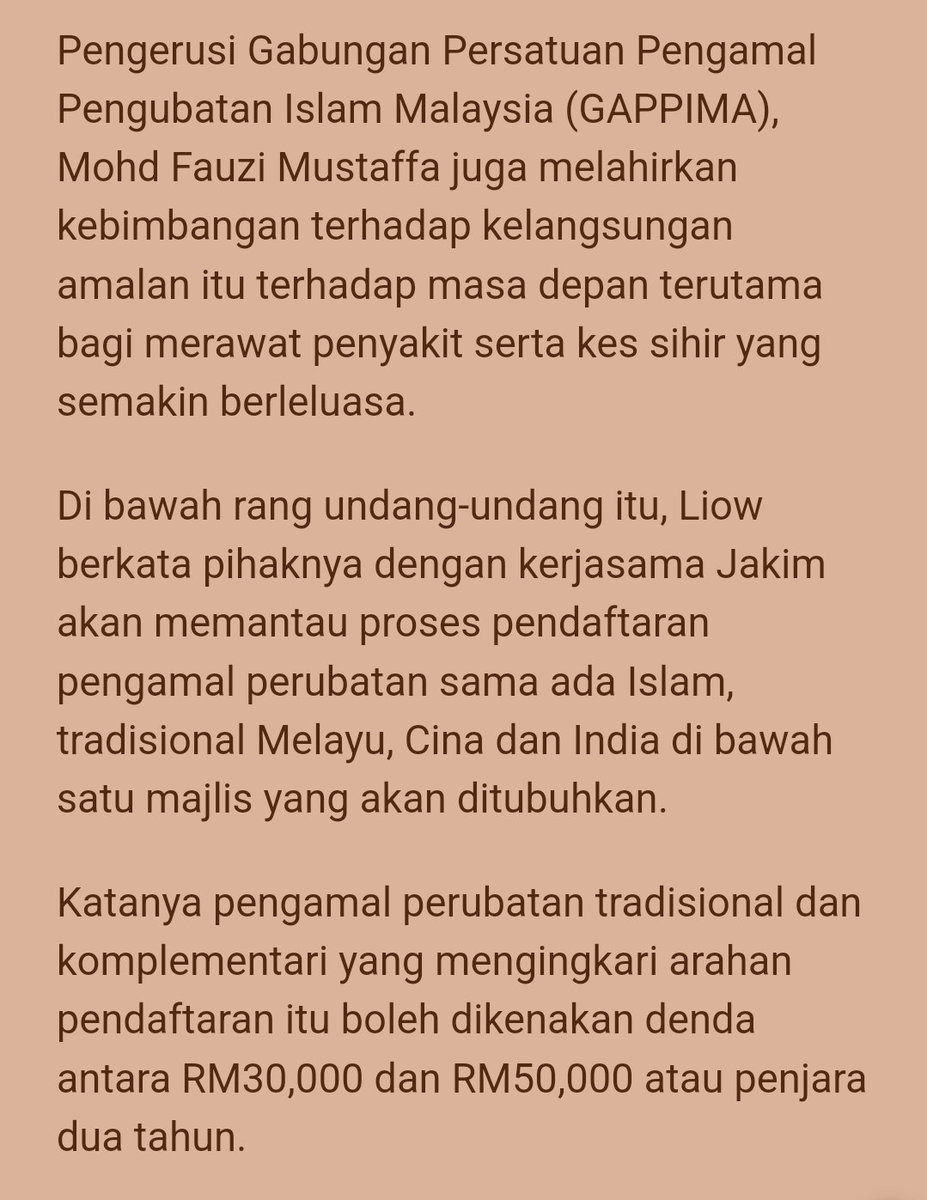 Pengerusi Gabungan Persatuan Pengamal
Pengubatan Islam Malaysia (GAPPIMA),
Mohd Fauzi Mustaffa juga melahirkan
kebimbangan terhadap kelangsungan
amalan itu terhadap masa depan terutama
bagi merawat penyakit serta kes sihir yang
semakin berleluasa.
Di bawah rang undang-undang itu, Liow
berkata pihaknya dengan kerjasama Jakim
akan memantau proses pendaftaran
pengamal perubatan sama ada Islam,
tradisional Melayu, Cina dan India di bawah
satu majlis yang akan ditubuhkan.
Katanya pengamal perubatan tradisional dan
komplementari yang mengingkari arahan
pendaftaran itu boleh dikenakan denda
antara RM30,000 dan RM50,000 atau penjara
dua tahun.